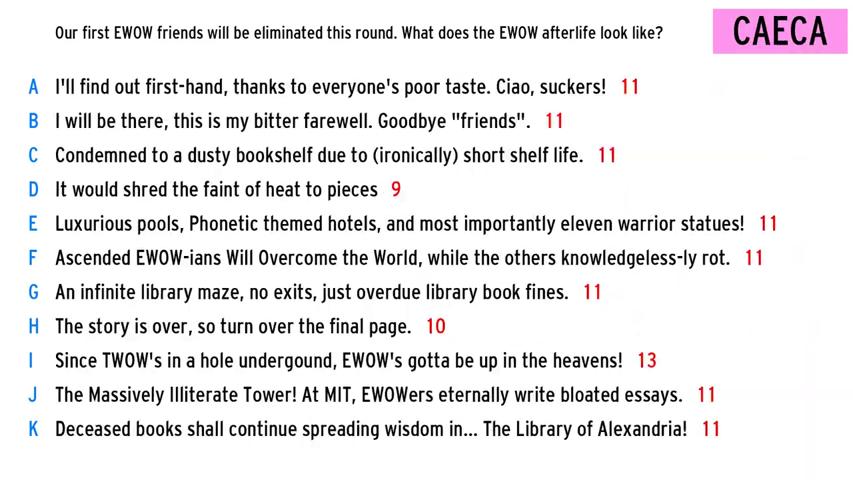 Our first EWOW friends will be eliminated this round. What does the EWOW afterlife look like?
CAECA
A I'll find out first-hand, thanks to everyone's poor taste. Ciao, suckers! 11
B I will be there, this is my bitter farewell. Goodbye "friends". 11
C Condemned to a dusty bookshelf due to (ironically) short shelf life. 11
D It would shred the faint of heat to pieces 9
E Luxurious pools, Phonetic themed hotels, and most importantly eleven warrior statues! 11
F Ascended EWOW-ians Will Overcome the World, while the others knowledgeless-ly rot. 11
G An infinite library maze, no exits, just overdue library book fines. 11
H The story is over, so turn over the final page. 10
I Since TWOW's in a hole undergound, EWOW's gotta be up in the heavens! 13
J The Massively Illiterate Tower! At MIT, EWOWers eternally write bloated essays. 11
K Deceased books shall continue spreading wisdom in... The Library of Alexandria! 11